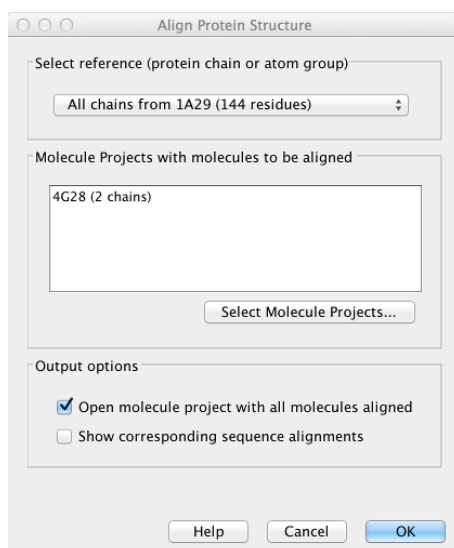 Align Protein Structure
Select reference (protein chain or atom group)
All chains from 1A29 (144 residues)
Molecule Projects with molecules to be aligned
4G28 (2 chains)
Select Molecule Projects...
Output options
Open molecule project with all molecules aligned
Show corresponding sequence alignments
Help Cancel OK